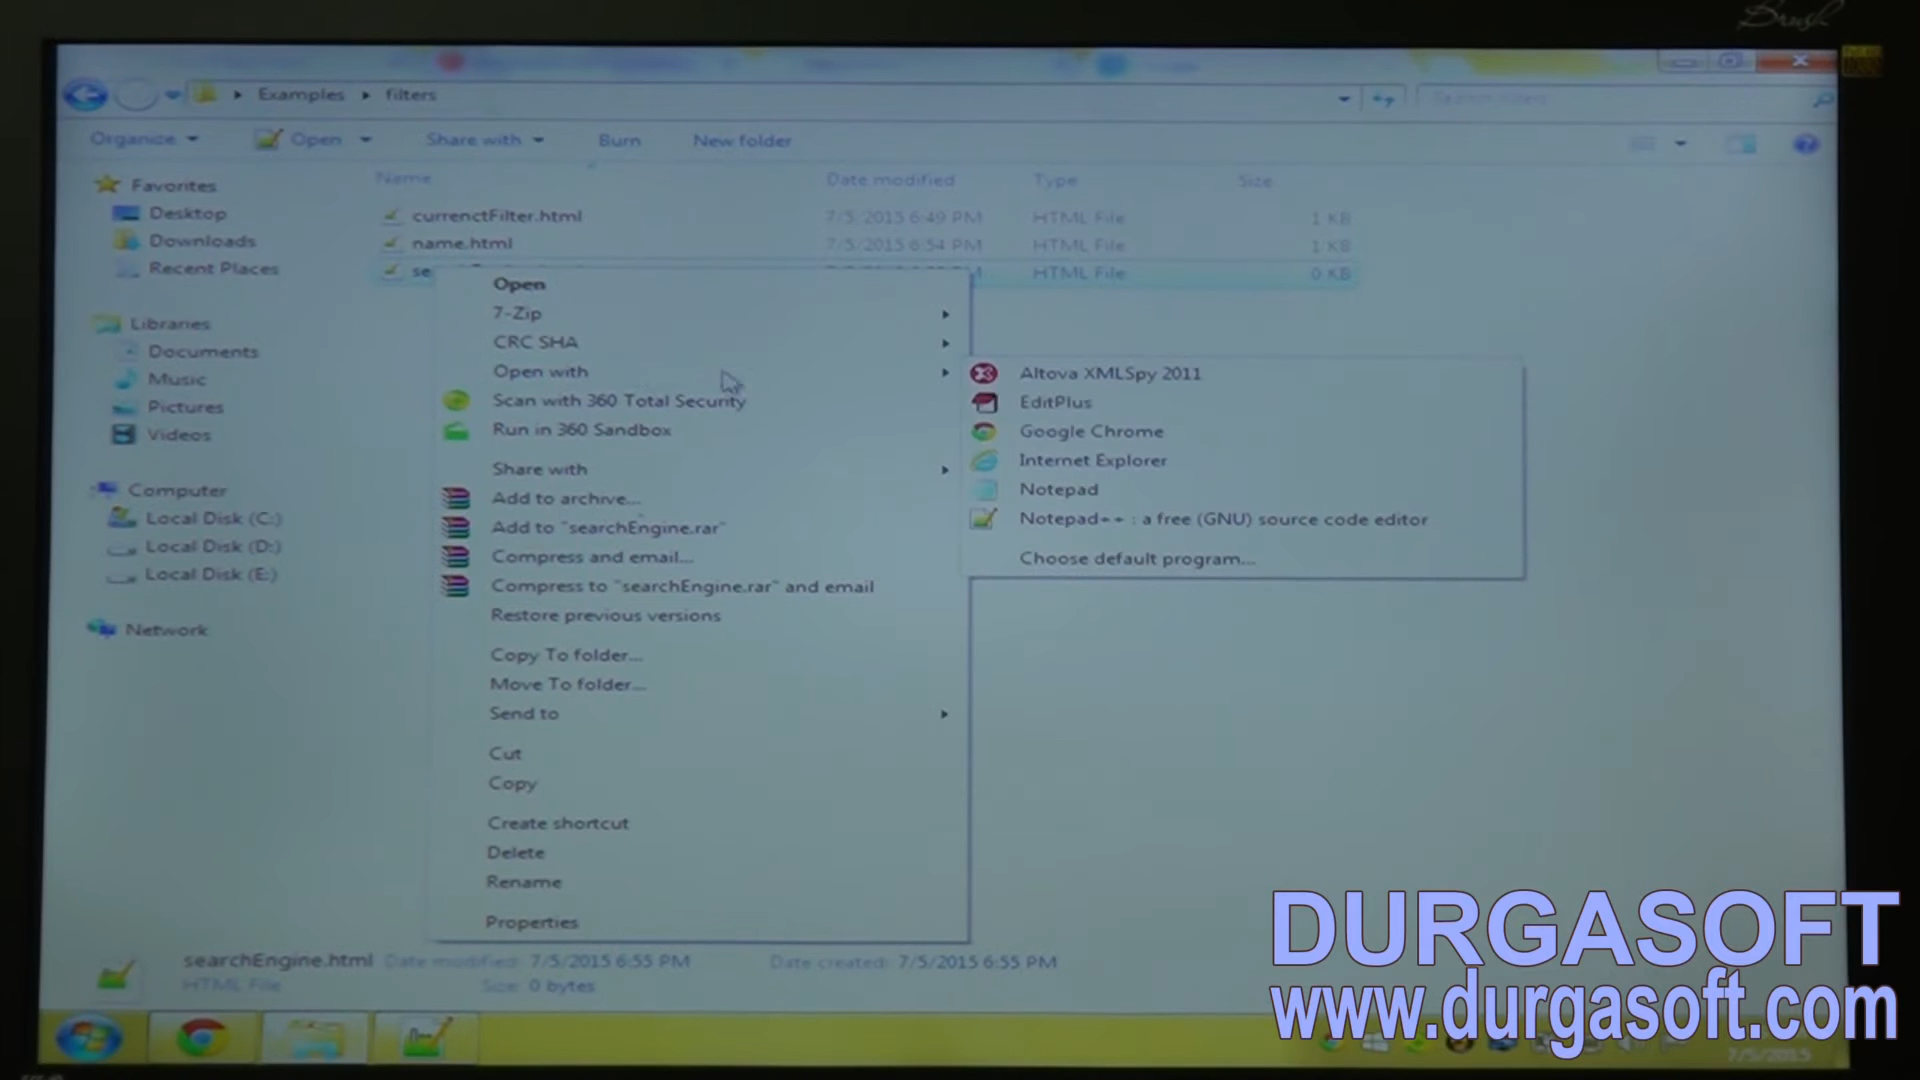 Brush
Examples
filters
Organize
Open
Share with
Burn
New folder
Name
Date modified
Type
Size
Favorites
Desktop
Downloads
Recent Places
Libraries
Documents
Music
Pictures
Videos
Computer
Local Disk (C:)
Local Disk (D:)
Local Disk (E:)
Network
currenctFilter.html
7/5/2015 6:49 PM
HTML File
1 KB
name.html
7/5/2015 6:54 PM
HTML File
1 KB
HTML File
0 KB
Open
7-Zip
CRC SHA
Open with
Scan with 360 Total Security
Run in 360 Sandbox
Share with
Add to archive...
Add to "searchEngine.rar"
Compress and email...
Compress to "searchEngine.rar" and email
Restore previous versions
Copy To folder...
Move To folder...
Send to
Cut
Copy
Create shortcut
Delete
Rename
Properties
Altova XMLSpy 2011
EditPlus
Google Chrome
Internet Explorer
Notepad
Notepad++ : a free (GNU) source code editor
Choose default program...
searchEngine.html
Date modified: 7/5/2015 6:55 PM
Date created: 7/5/2015 6:55 PM
HTML File
Size: 0 bytes
DURGASOFT
www.durgasoft.com
7/5/2015